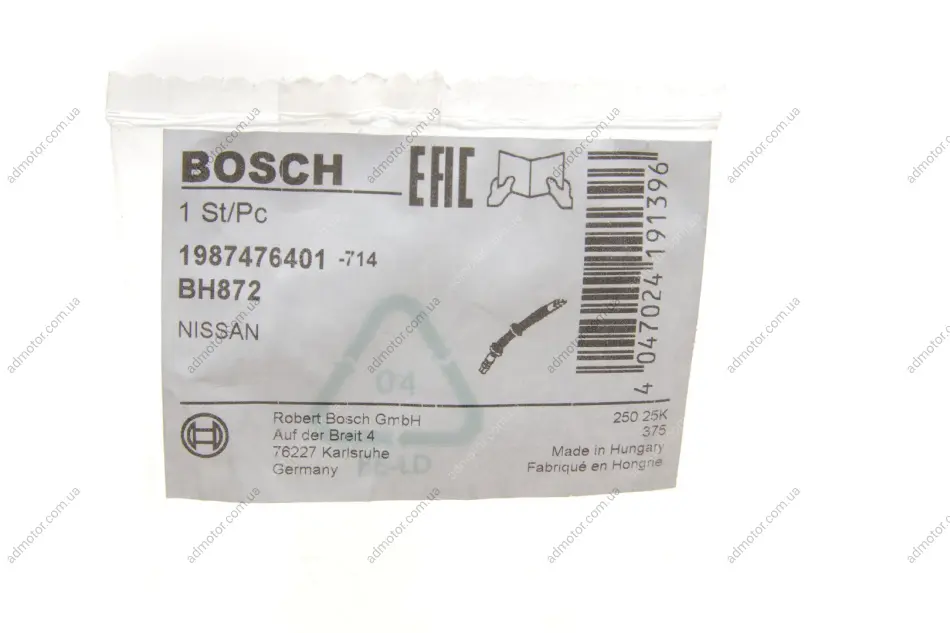 BOSCH
EAC
1 St/Pc
1987476401 -714
BH872
NISSAN
4 047024 191396
04
PE-LD
Robert Bosch GmbH
Auf der Breit 4
76227 Karlsruhe
Germany
250 25K
375
Made in Hungary
Fabriqué en Hongrie
admotor.com.ua